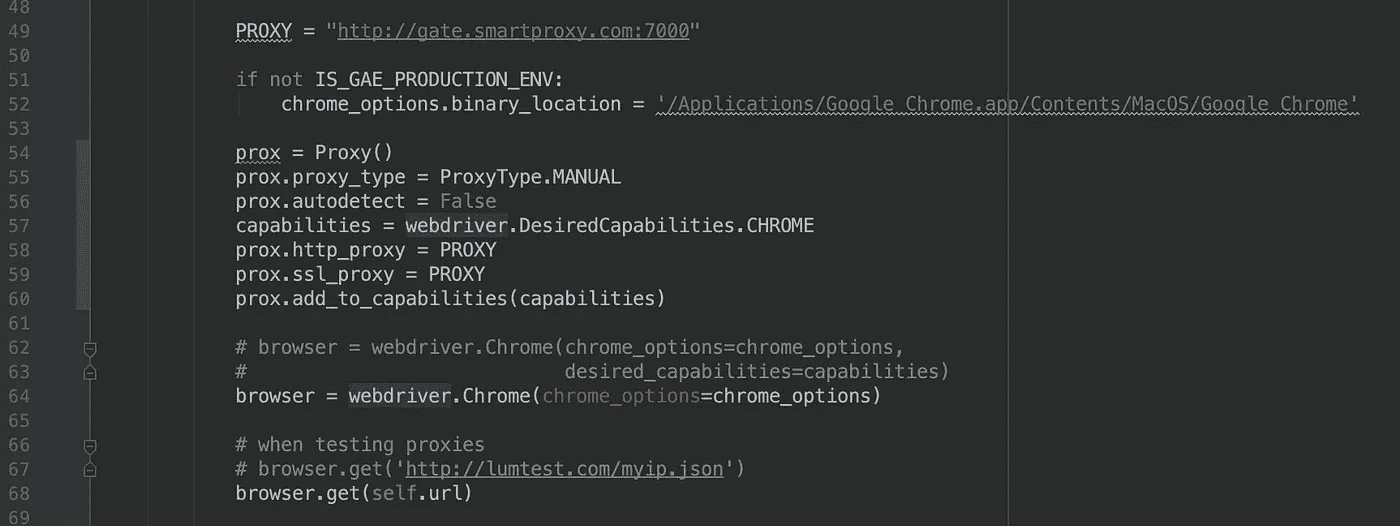 48
49 PROXY = "http://gate.smartproxy.com:7000"
50
51 if not IS_GAE_PRODUCTION_ENV:
52 chrome_options.binary_location = '/Applications/Google Chrome.app/Contents/MacOS/Google Chrome'
53
54 prox = Proxy()
55 prox.proxy_type = ProxyType.MANUAL
56 prox.autodetect = False
57 capabilities = webdriver.DesiredCapabilities.CHROME
58 prox.http_proxy = PROXY
59 prox.ssl_proxy = PROXY
60 prox.add_to_capabilities(capabilities)
61
62 # browser = webdriver.Chrome(chrome_options=chrome_options,
63 # desired_capabilities=capabilities)
64 browser = webdriver.Chrome(chrome_options=chrome_options)
65
66 # when testing proxies
67 # browser.get('http://lumtest.com/myip.json')
68 browser.get(self.url)
69